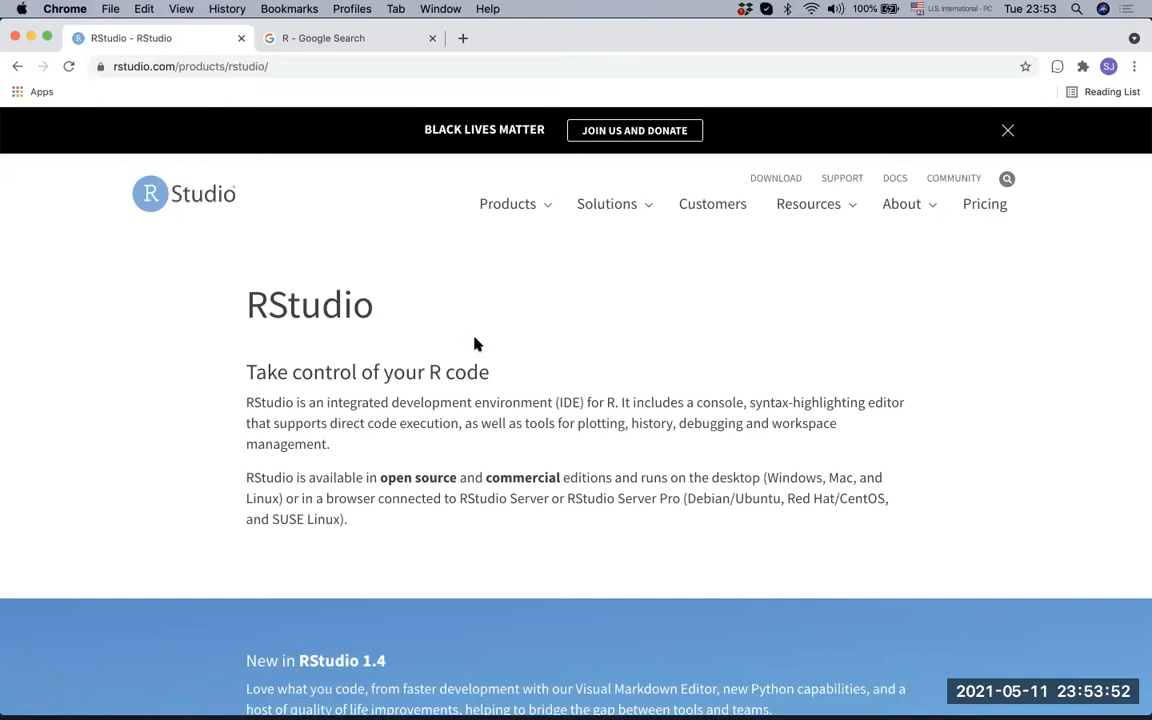 Chrome File Edit View History Bookmarks Profiles Tab Window Help 100% U.S. International - PC Tue 23:53
RStudio - RStudio R - Google Search
rstudio.com/products/rstudio/ SJ
Apps Reading List
BLACK LIVES MATTER JOIN US AND DONATE
DOWNLOAD SUPPORT DOCS COMMUNITY
R Studio
Products Solutions Customers Resources About Pricing
RStudio
Take control of your R code
RStudio is an integrated development environment (IDE) for R. It includes a console, syntax-highlighting editor
that supports direct code execution, as well as tools for plotting, history, debugging and workspace
management.
RStudio is available in open source and commercial editions and runs on the desktop (Windows, Mac, and
Linux) or in a browser connected to RStudio Server or RStudio Server Pro (Debian/Ubuntu, Red Hat/CentOS,
and SUSE Linux).
New in RStudio 1.4
Love what you code, from faster development with our Visual Markdown Editor, new Python capabilities, and a
host of quality of life improvements, helping to bridge the gap between tools and teams.
2021-05-11 23:53:52